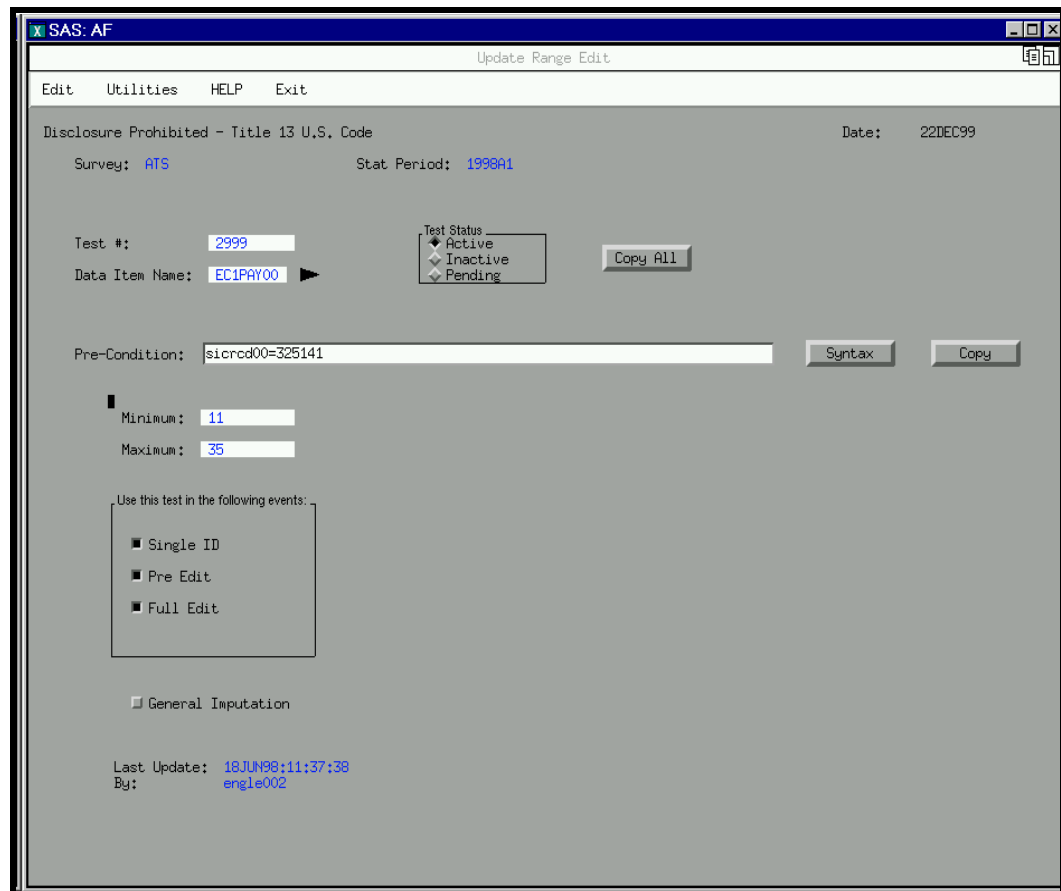 SAS: AF
Update Range Edit
Edit Utilities HELP Exit
Disclosure Prohibited - Title 13 U.S. Code Date: 22DEC99
Survey: ATS Stat Period: 1998A1
Test #: 2999
Test Status
Active
Inactive
Pending
Copy All
Data Item Name: EC1PAY00
Pre-Condition: sicrcd00=325141 Syntax Copy
Minimum: 11
Maximum: 35
Use this test in the following events:
Single ID
Pre Edit
Full Edit
General Imputation
Last Update: 18JUN98:11:37:38
By: engle002